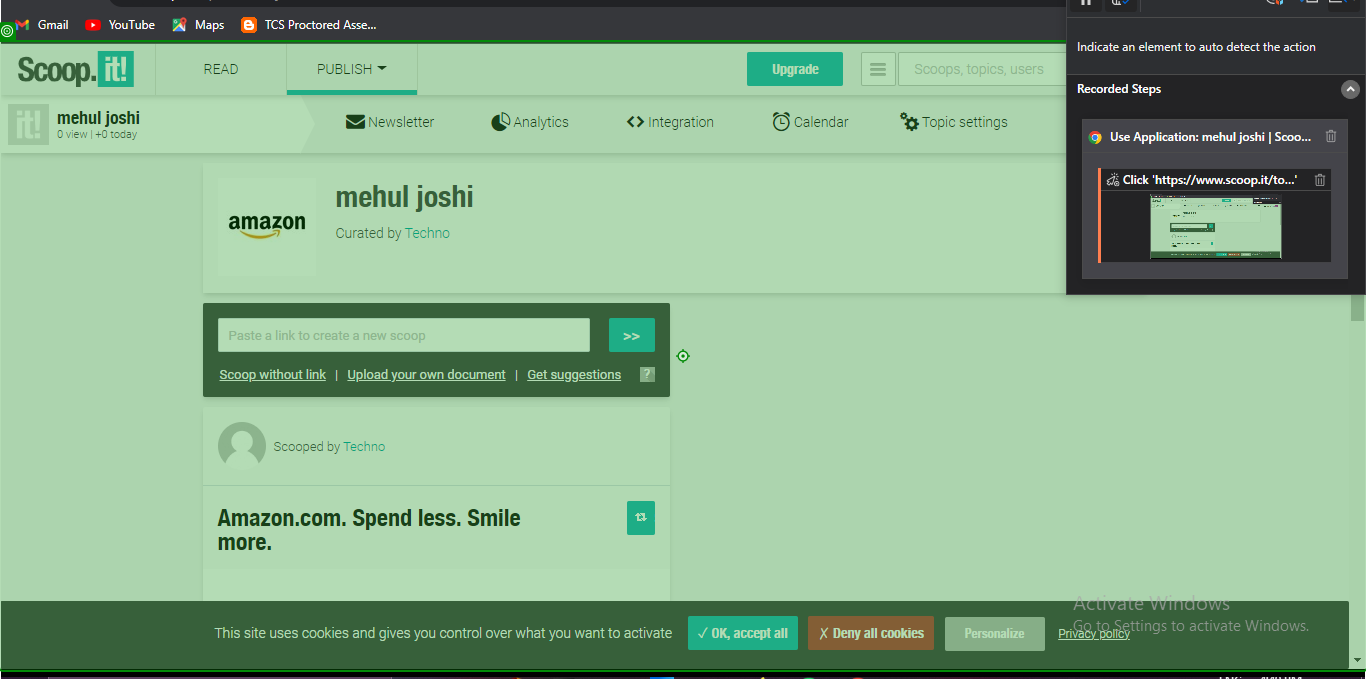 Gmail YouTube Maps TCS Proctored Asse...
Indicate an element to auto detect the action
Recorded Steps
Use Application: mehul joshi | Scoo...
Click 'https://www.scoop.it/to...'
Scoop.it! READ PUBLISH Upgrade Scoops, topics, users
it! mehul joshi
0 view | +0 today
Newsletter Analytics Integration Calendar Topic settings
amazon
mehul joshi
Curated by Techno
Paste a link to create a new scoop >>
Scoop without link | Upload your own document | Get suggestions ?
Scooped by Techno
Amazon.com. Spend less. Smile
more.
This site uses cookies and gives you control over what you want to activate ✓ OK, accept all ✗ Deny all cookies Personalize Privacy policy
Activate Windows
Go to Settings to activate Windows.